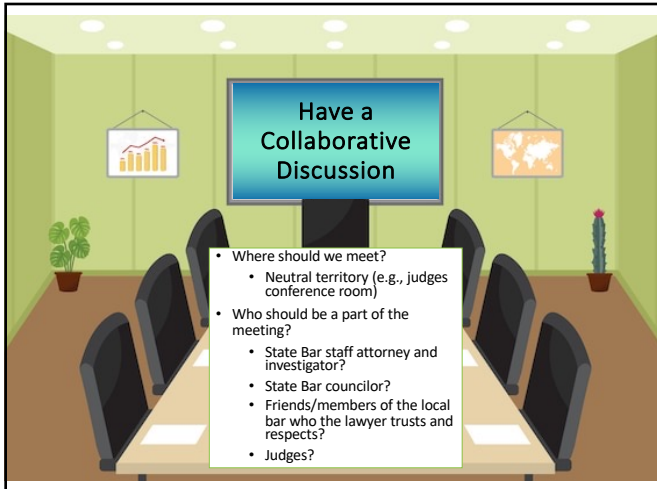 Have a
Collaborative
Discussion
• Where should we meet?
• Neutral territory (e.g., judges
conference room)
• Who should be a part of the
meeting?
• State Bar staff attorney and
investigator?
• State Bar councilor?
• Friends/members of the local
bar who the lawyer trusts and
respects?
• Judges?